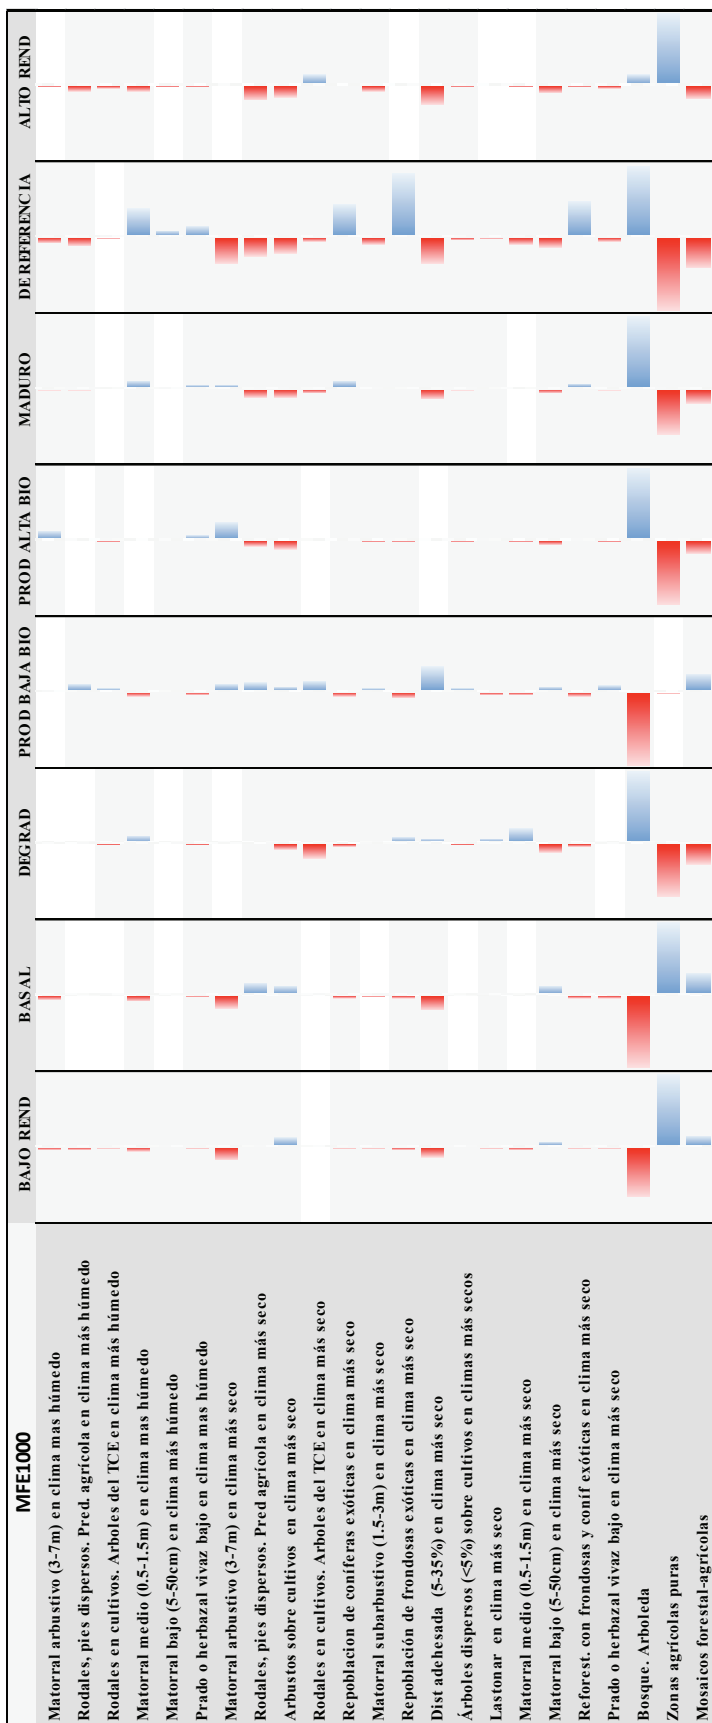 MFE1000
BAJO REND
BASAL
DEGRAD
PROD BAJA BIO
PROD ALTA BIO
MADURO
DE REFERENCIA
ALTO REND
Matorral arbustivo (3-7m) en clima mas húmedo
Rodales, pies dispersos. Pred. agrícola en clima más húmedo
Rodales en cultivos. Arboles del TCE en clima más húmedo
Matorral medio (0.5-1.5m) en clima mas húmedo
Matorral bajo (5-50cm) en clima más húmedo
Prado o herbazal vivaz bajo en clima mas húmedo
Matorral arbustivo (3-7m) en clima más seco
Rodales, pies dispersos. Pred agrícola en clima más seco
Arbustos sobre cultivos en clima más seco
Rodales en cultivos. Arboles del TCE en clima más seco
Repoblacion de coníferas exóticas en clima más seco
Matorral subarbustivo (1.5-3m) en clima más seco
Repoblación de frondosas exóticas en clima más seco
Dist adehesada (5-35%) en clima más seco
Árboles dispersos (<5%) sobre cultivos en climas más secos
Lastonar en clima más seco
Matorral medio (0.5-1.5m) en clima más seco
Matorral bajo (5-50cm) en clima más seco
Reforest. con frondosas y coníf exóticas en clima más seco
Prado o herbazal vivaz bajo en clima más seco
Bosque. Arboleda
Zonas agrícolas puras
Mosaicos forestal-agrícolas